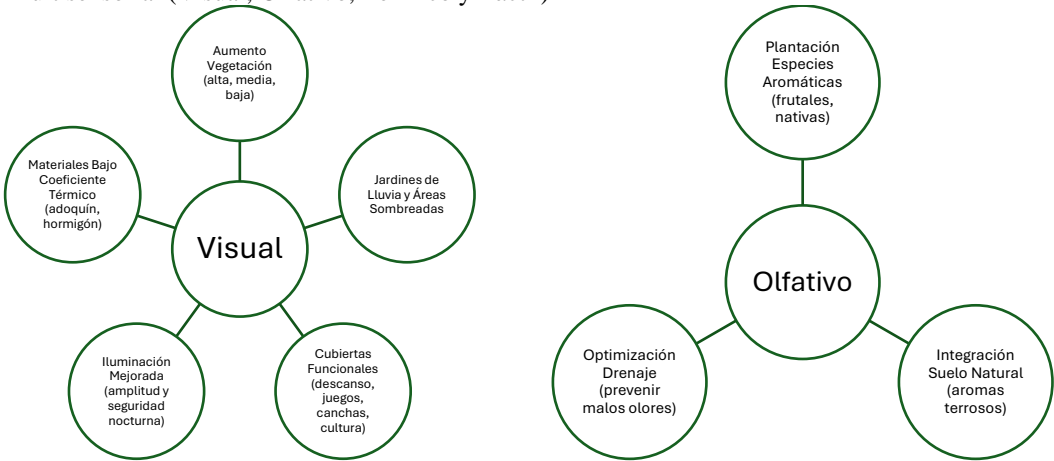 Aumento
Vegetación
(alta, media,
baja)
Jardines de
Lluvia y Áreas
Sombreadas
Cubiertas
Funcionales
(descanso,
juegos,
canchas,
cultura)
Iluminación
Mejorada
(amplitud y
seguridad
nocturna)
Materiales Bajo
Coeficiente
Térmico
(adoquín,
hormigón)
Visual
Plantación
Especies
Aromáticas
(frutales,
nativas)
Integración
Suelo Natural
(aromas
terrosos)
Optimización
Drenaje
(prevenir
malos olores)
Olfativo